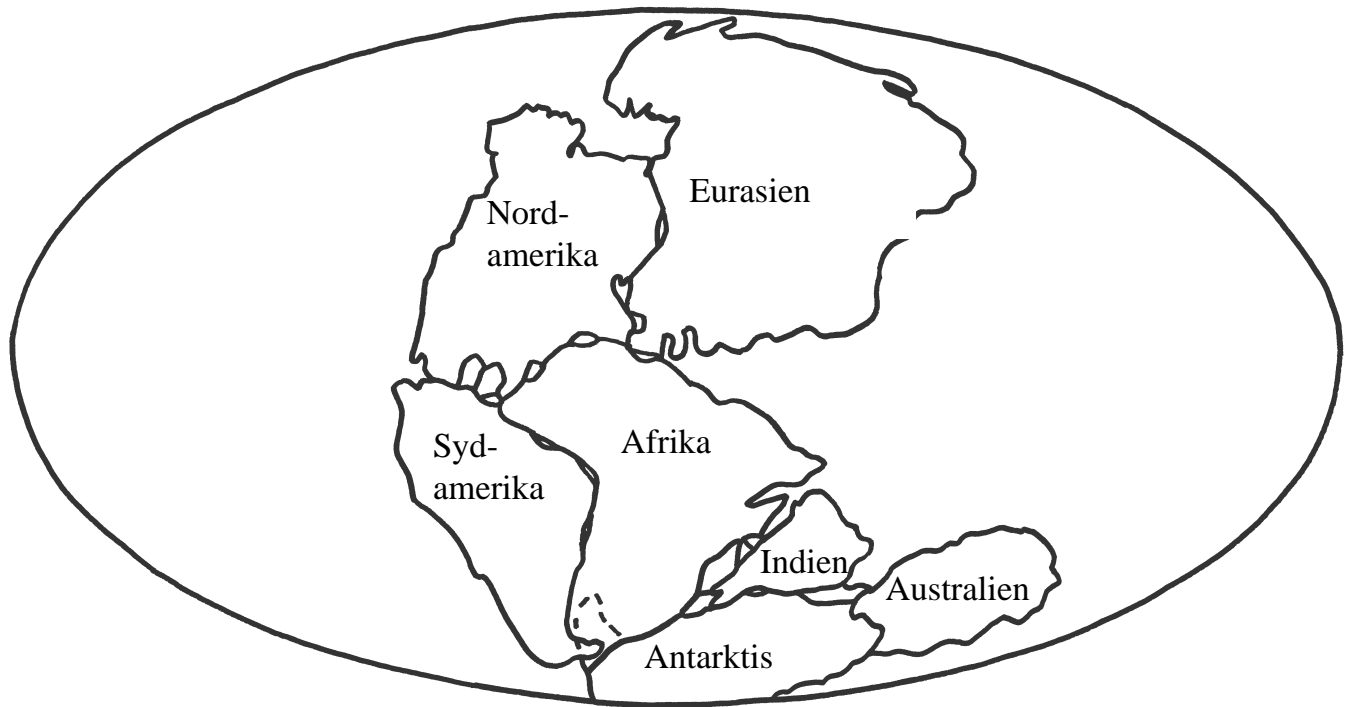 Eurasien
Nord-
amerika
Afrika
Syd-
amerika
Indien
Australien
Antarktis